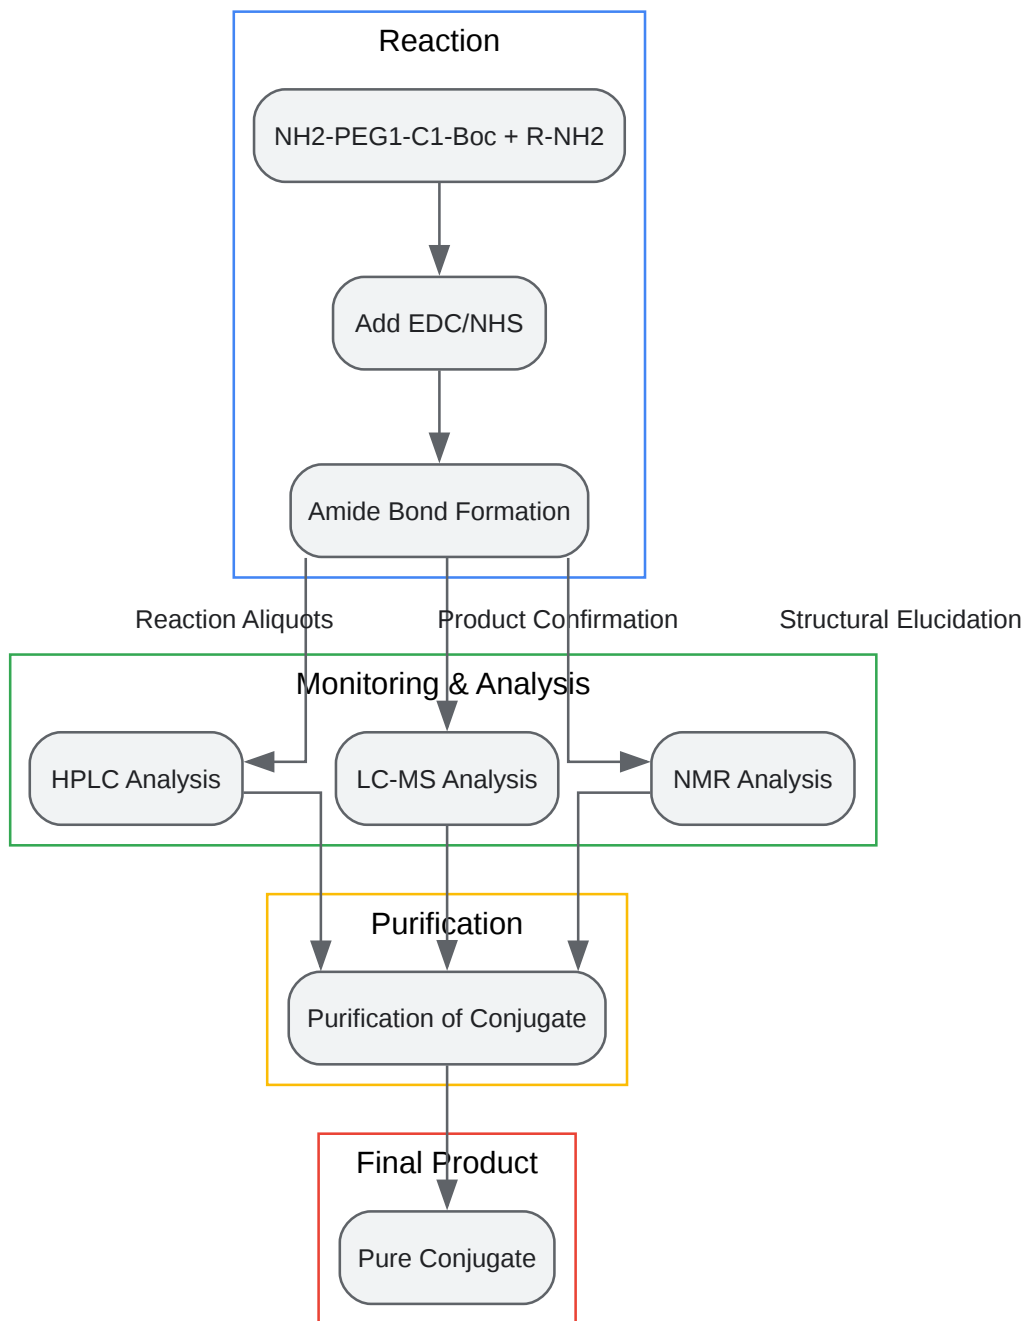 Reaction
NH2-PEG1-C1-Boc + R-NH2
Add EDC/NHS
Amide Bond Formation
Reaction Aliquots
Product Confirmation
Structural Elucidation
Monitoring & Analysis
HPLC Analysis
LC-MS Analysis
NMR Analysis
Purification
Purification of Conjugate
Final Product
Pure Conjugate